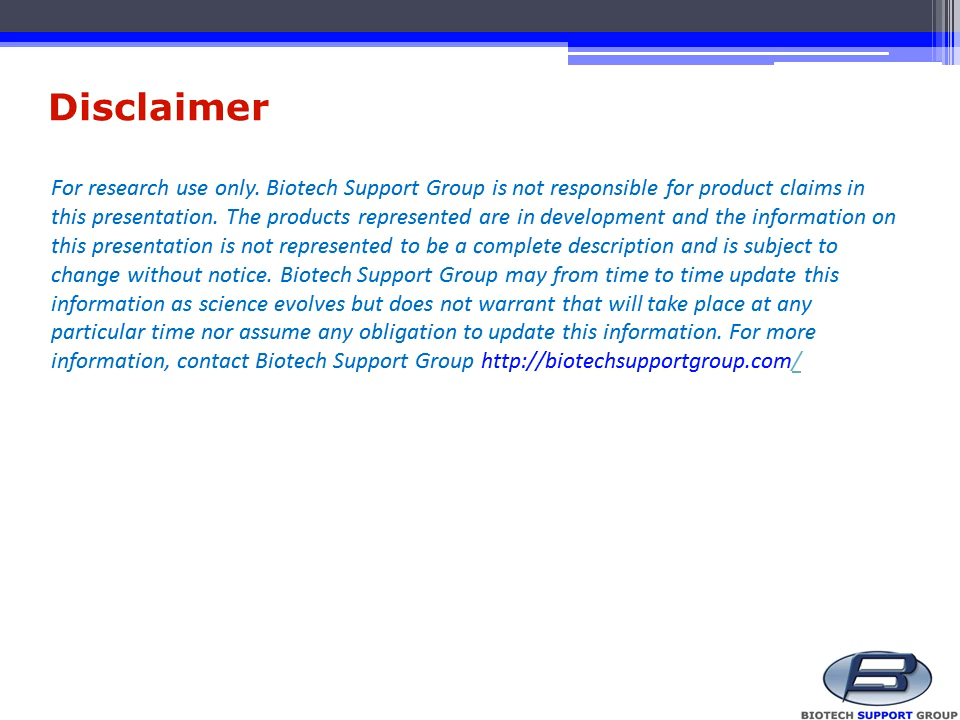 Disclaimer
For research use only. Biotech Support Group is not responsible for product claims in
this presentation. The products represented are in development and the information on
this presentation is not represented to be a complete description and is subject to
change without notice. Biotech Support Group may from time to time update this
information as science evolves but does not warrant that will take place at any
particular time nor assume any obligation to update this information. For more
information, contact Biotech Support Group http://biotechsupportgroup.com/
B
BIOTECH SUPPORT GROUP